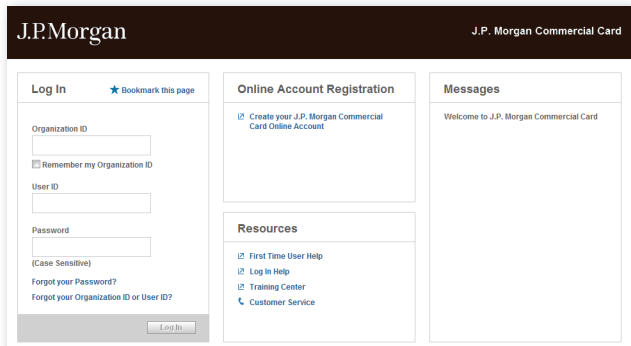 J.P.Morgan
J.P. Morgan Commercial Card
Log In
Bookmark this page
Organization ID
Remember my Organization ID
User ID
Password
(Case Sensitive)
Forgot your Password?
Forgot your Organization ID or User ID?
Log In
Online Account Registration
Create your J.P. Morgan Commercial
Card Online Account
Resources
First Time User Help
Log In Help
Training Center
Customer Service
Messages
Welcome to J.P. Morgan Commercial Card